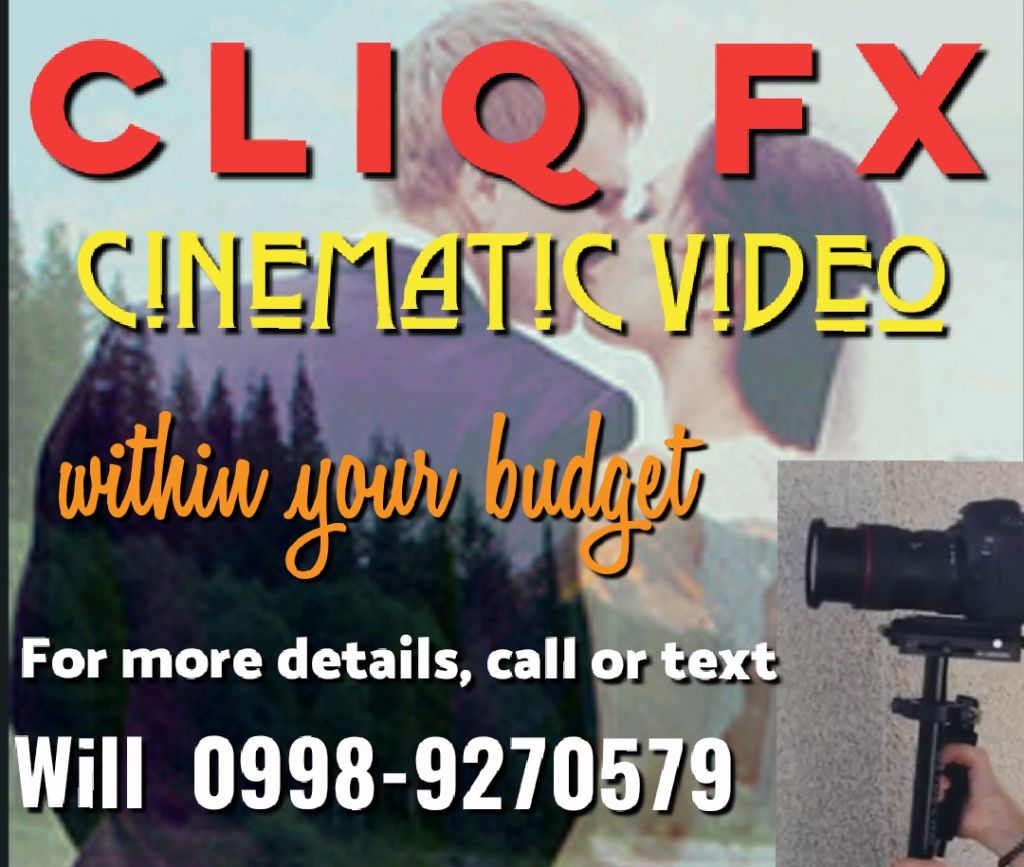 CLIQ FX
CINEMATIC VIDEO
within your budget
For more details, call or text
Will 0998-9270579